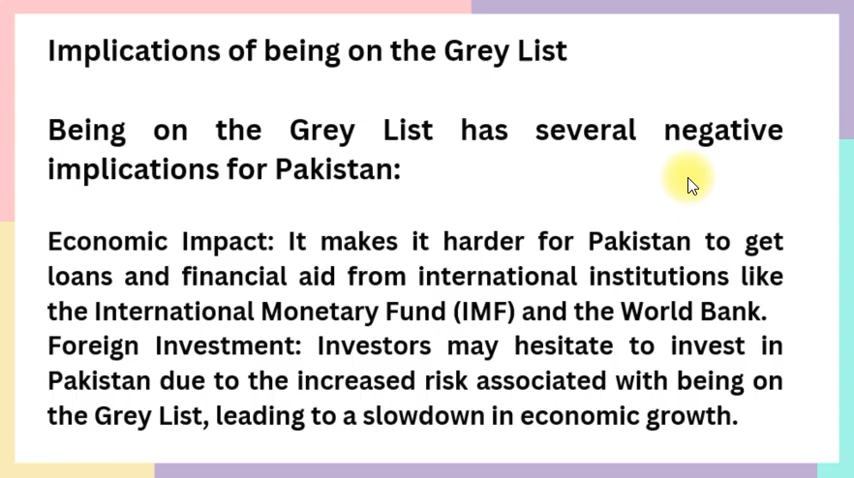 Implications of being on the Grey List
Being on the Grey List has several negative
implications for Pakistan:
Economic Impact: It makes it harder for Pakistan to get
loans and financial aid from international institutions like
the International Monetary Fund (IMF) and the World Bank.
Foreign Investment: Investors may hesitate to invest in
Pakistan due to the increased risk associated with being on
the Grey List, leading to a slowdown in economic growth.